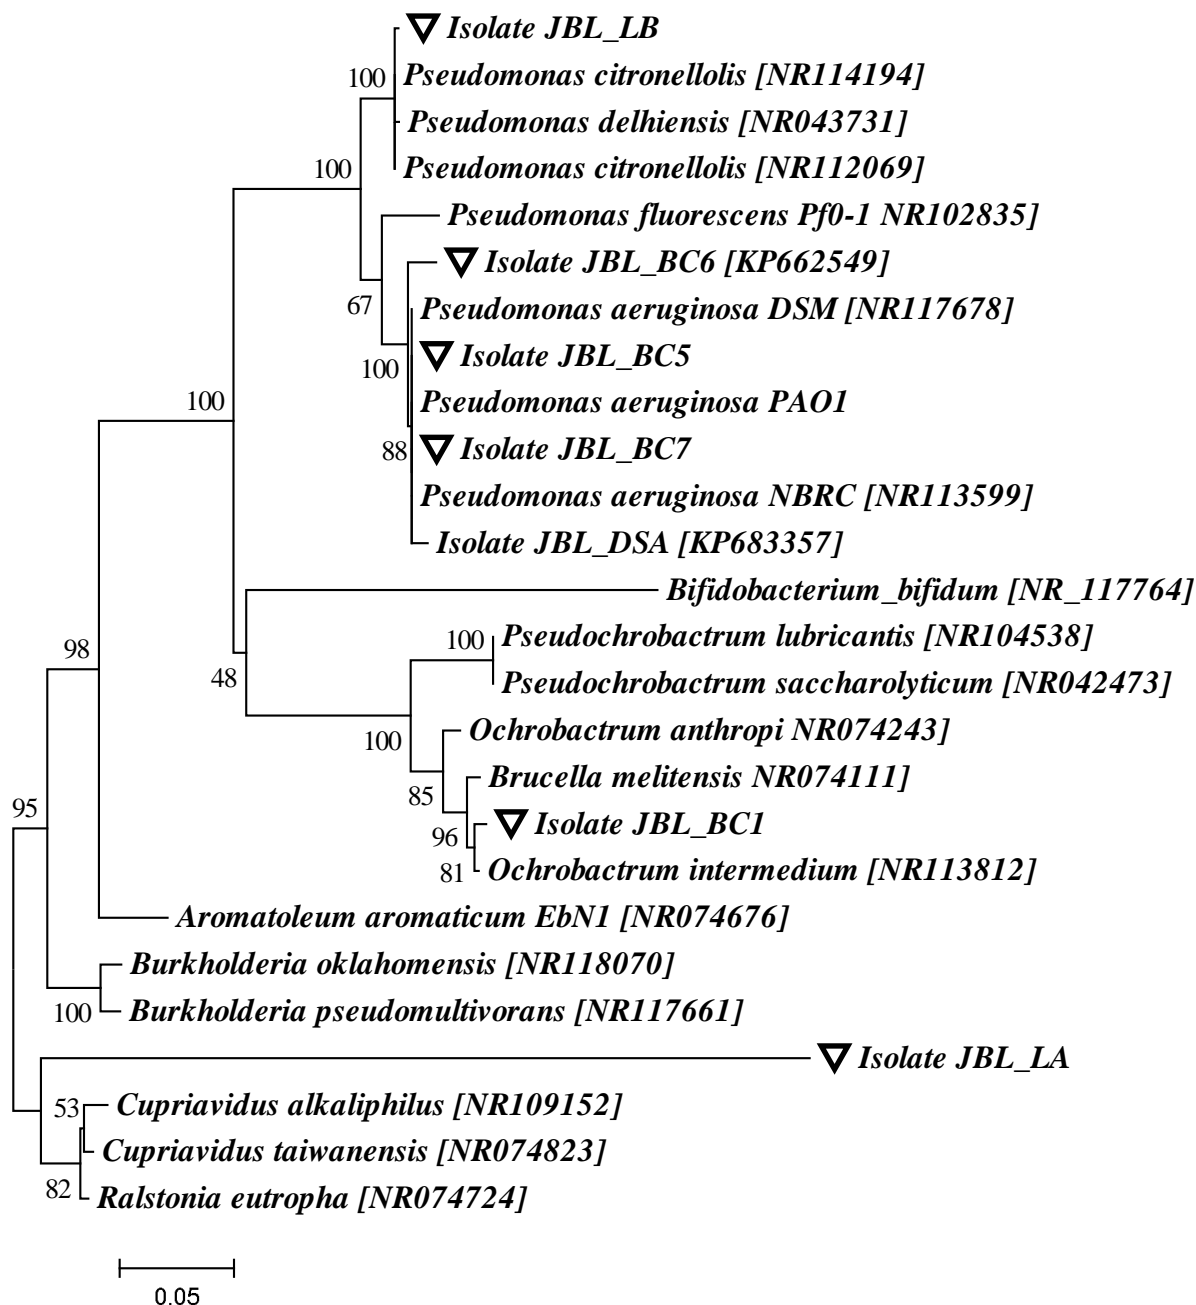 Isolate JBL_LB
100
Pseudomonas citronellolis [NR114194]
Pseudomonas delhiensis [NR043731]
100
Pseudomonas citronellolis [NR112069]
Pseudomonas fluorescens Pf0-1 NR102835]
Isolate JBL_BC6 [KP662549]
67
Pseudomonas aeruginosa DSM [NR117678]
Isolate JBL_BC5
100
100
Pseudomonas aeruginosa PAO1
88
Isolate JBL_BC7
Pseudomonas aeruginosa NBRC [NR113599]
Isolate JBL_DSA [KP683357]
Bifidobacterium_bifidum [NR_117764]
98
100
Pseudochrobactrum lubricantis [NR104538]
48
Pseudochrobactrum saccharolyticum [NR042473]
Ochrobactrum anthropi NR074243]
100
Brucella melitensis NR074111]
85
95
Isolate JBL_BC1
96
81
Ochrobactrum intermedium [NR113812]
Aromatoleum aromaticum EbN1 [NR074676]
Burkholderia oklahomensis [NR118070]
100
Burkholderia pseudomultivorans [NR117661]
Isolate JBL_LA
53
Cupriavidus alkaliphilus [NR109152]
Cupriavidus taiwanensis [NR074823]
82
Ralstonia eutropha [NR074724]
0.05